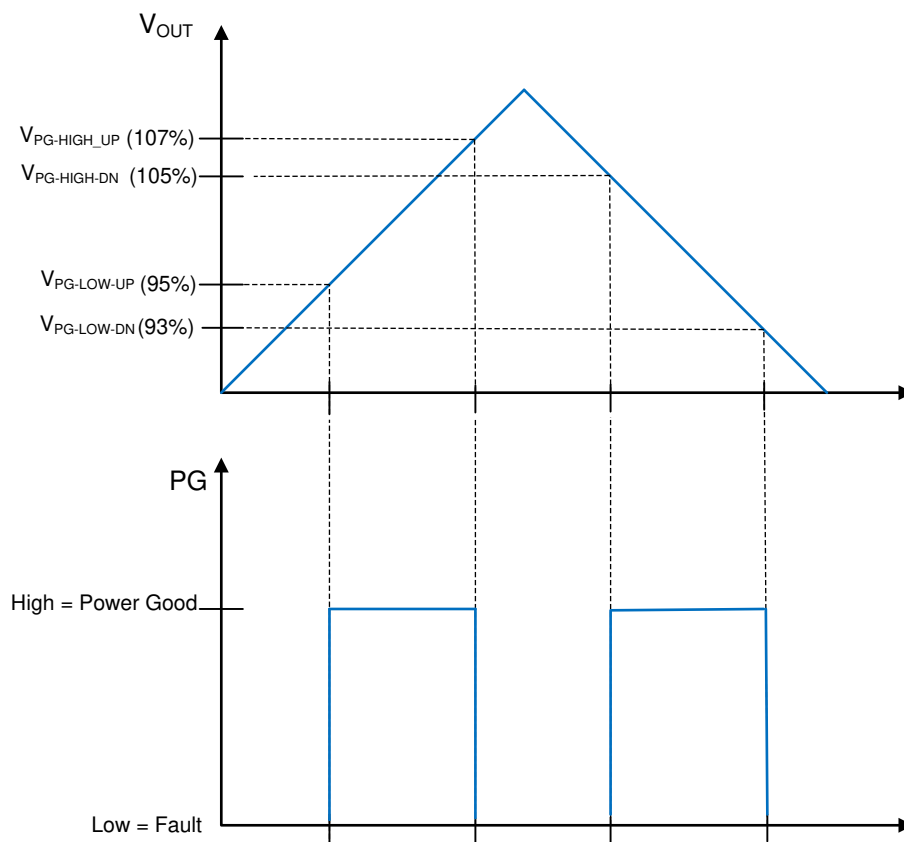 VOUT
VPG-HIGH_UP (107%)
VPG-HIGH-DN (105%)
VPG-LOW-UP (95%)
VPG-LOW-DN (93%)
PG
High = Power Good
Low = Fault